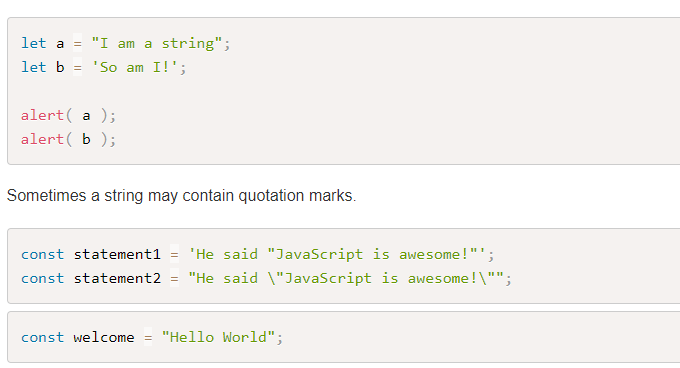 let a = "I am a string";
let b = 'So am I!';
alert( a );
alert( b );
Sometimes a string may contain quotation marks.
const statement1 = 'He said "JavaScript is awesome!"';
const statement2 = "He said \"JavaScript is awesome!\"";
const welcome = "Hello World";